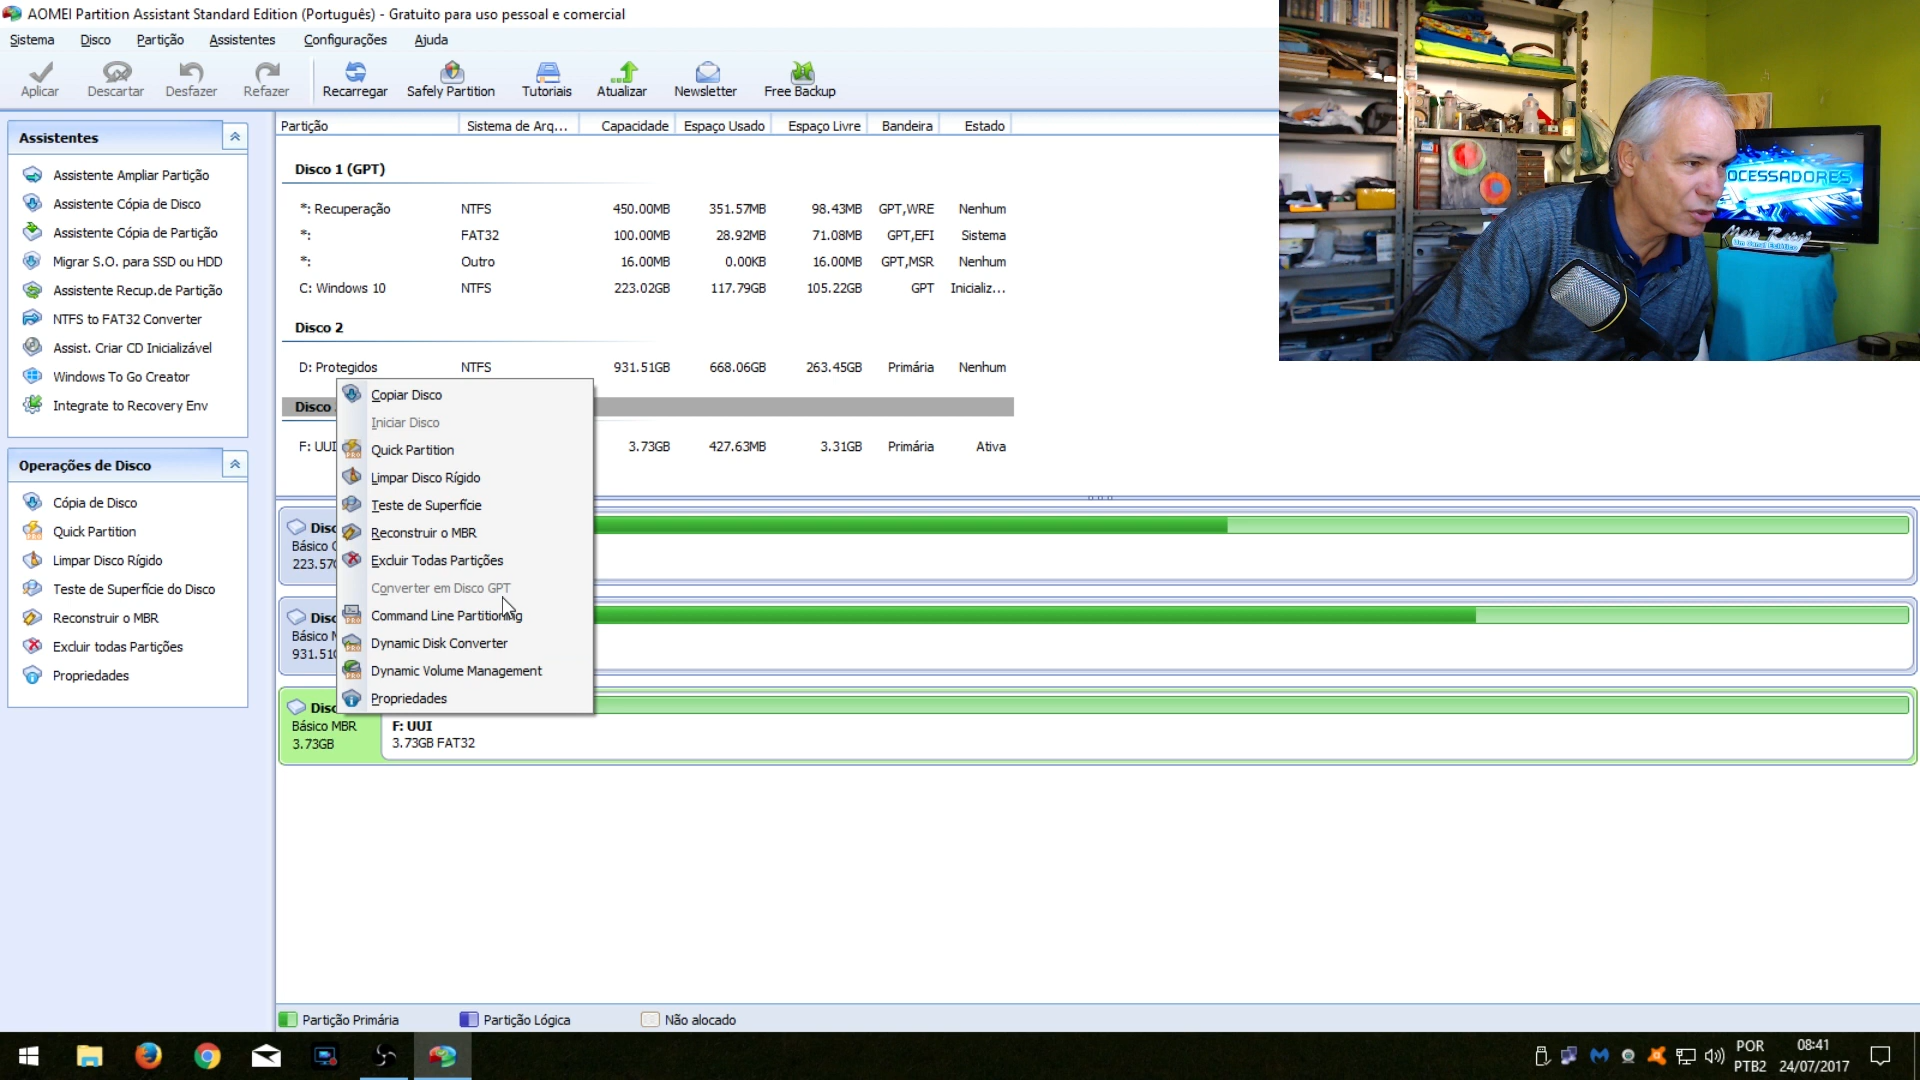 AOMEI Partition Assistant Standard Edition (Português) - Gratuito para uso pessoal e comercial
Sistema Disco Partição Assistentes Configurações Ajuda
Aplicar Descartar Desfazer Refazer Recarregar Safely Partition Tutoriais Atualizar Newsletter Free Backup
Assistentes
Assistente Ampliar Partição
Assistente Cópia de Disco
Assistente Cópia de Partição
Migrar S.O. para SSD ou HDD
Assistente Recup.de Partição
NTFS to FAT32 Converter
Assist. Criar CD Inicializável
Windows To Go Creator
Integrate to Recovery Env
Operações de Disco
Cópia de Disco
Quick Partition
Limpar Disco Rígido
Teste de Superfície do Disco
Reconstruir o MBR
Excluir todas Partições
Propriedades
Partição Sistema de Arq... Capacidade Espaço Usado Espaço Livre Bandeira Estado
Disco 1 (GPT)
*: Recuperação NTFS 450.00MB 351.57MB 98.43MB GPT,WRE Nenhum
*: FAT32 100.00MB 28.92MB 71.08MB GPT,EFI Sistema
*: Outro 16.00MB 0.00KB 16.00MB GPT,MSR Nenhum
C: Windows 10 NTFS 223.02GB 117.79GB 105.22GB GPT Inicializ...
Disco 2
D: Protegidos NTFS 931.51GB 668.06GB 263.45GB Primária Nenhum
Disco
F: UUI 3.73GB 427.63MB 3.31GB Primária Ativa
Copiar Disco
Iniciar Disco
Quick Partition
Limpar Disco Rígido
Teste de Superfície
Reconstruir o MBR
Excluir Todas Partições
Converter em Disco GPT
Command Line Partitioning
Dynamic Disk Converter
Dynamic Volume Management
Propriedades
Disc
Básico
223.57
Disc
Básico
931.51
Disc
Básico MBR
3.73GB
F: UUI
3.73GB FAT32
Partição Primária Partição Lógica Não alocado
OCESSADORES
POR
PTB2
08:41
24/07/2017